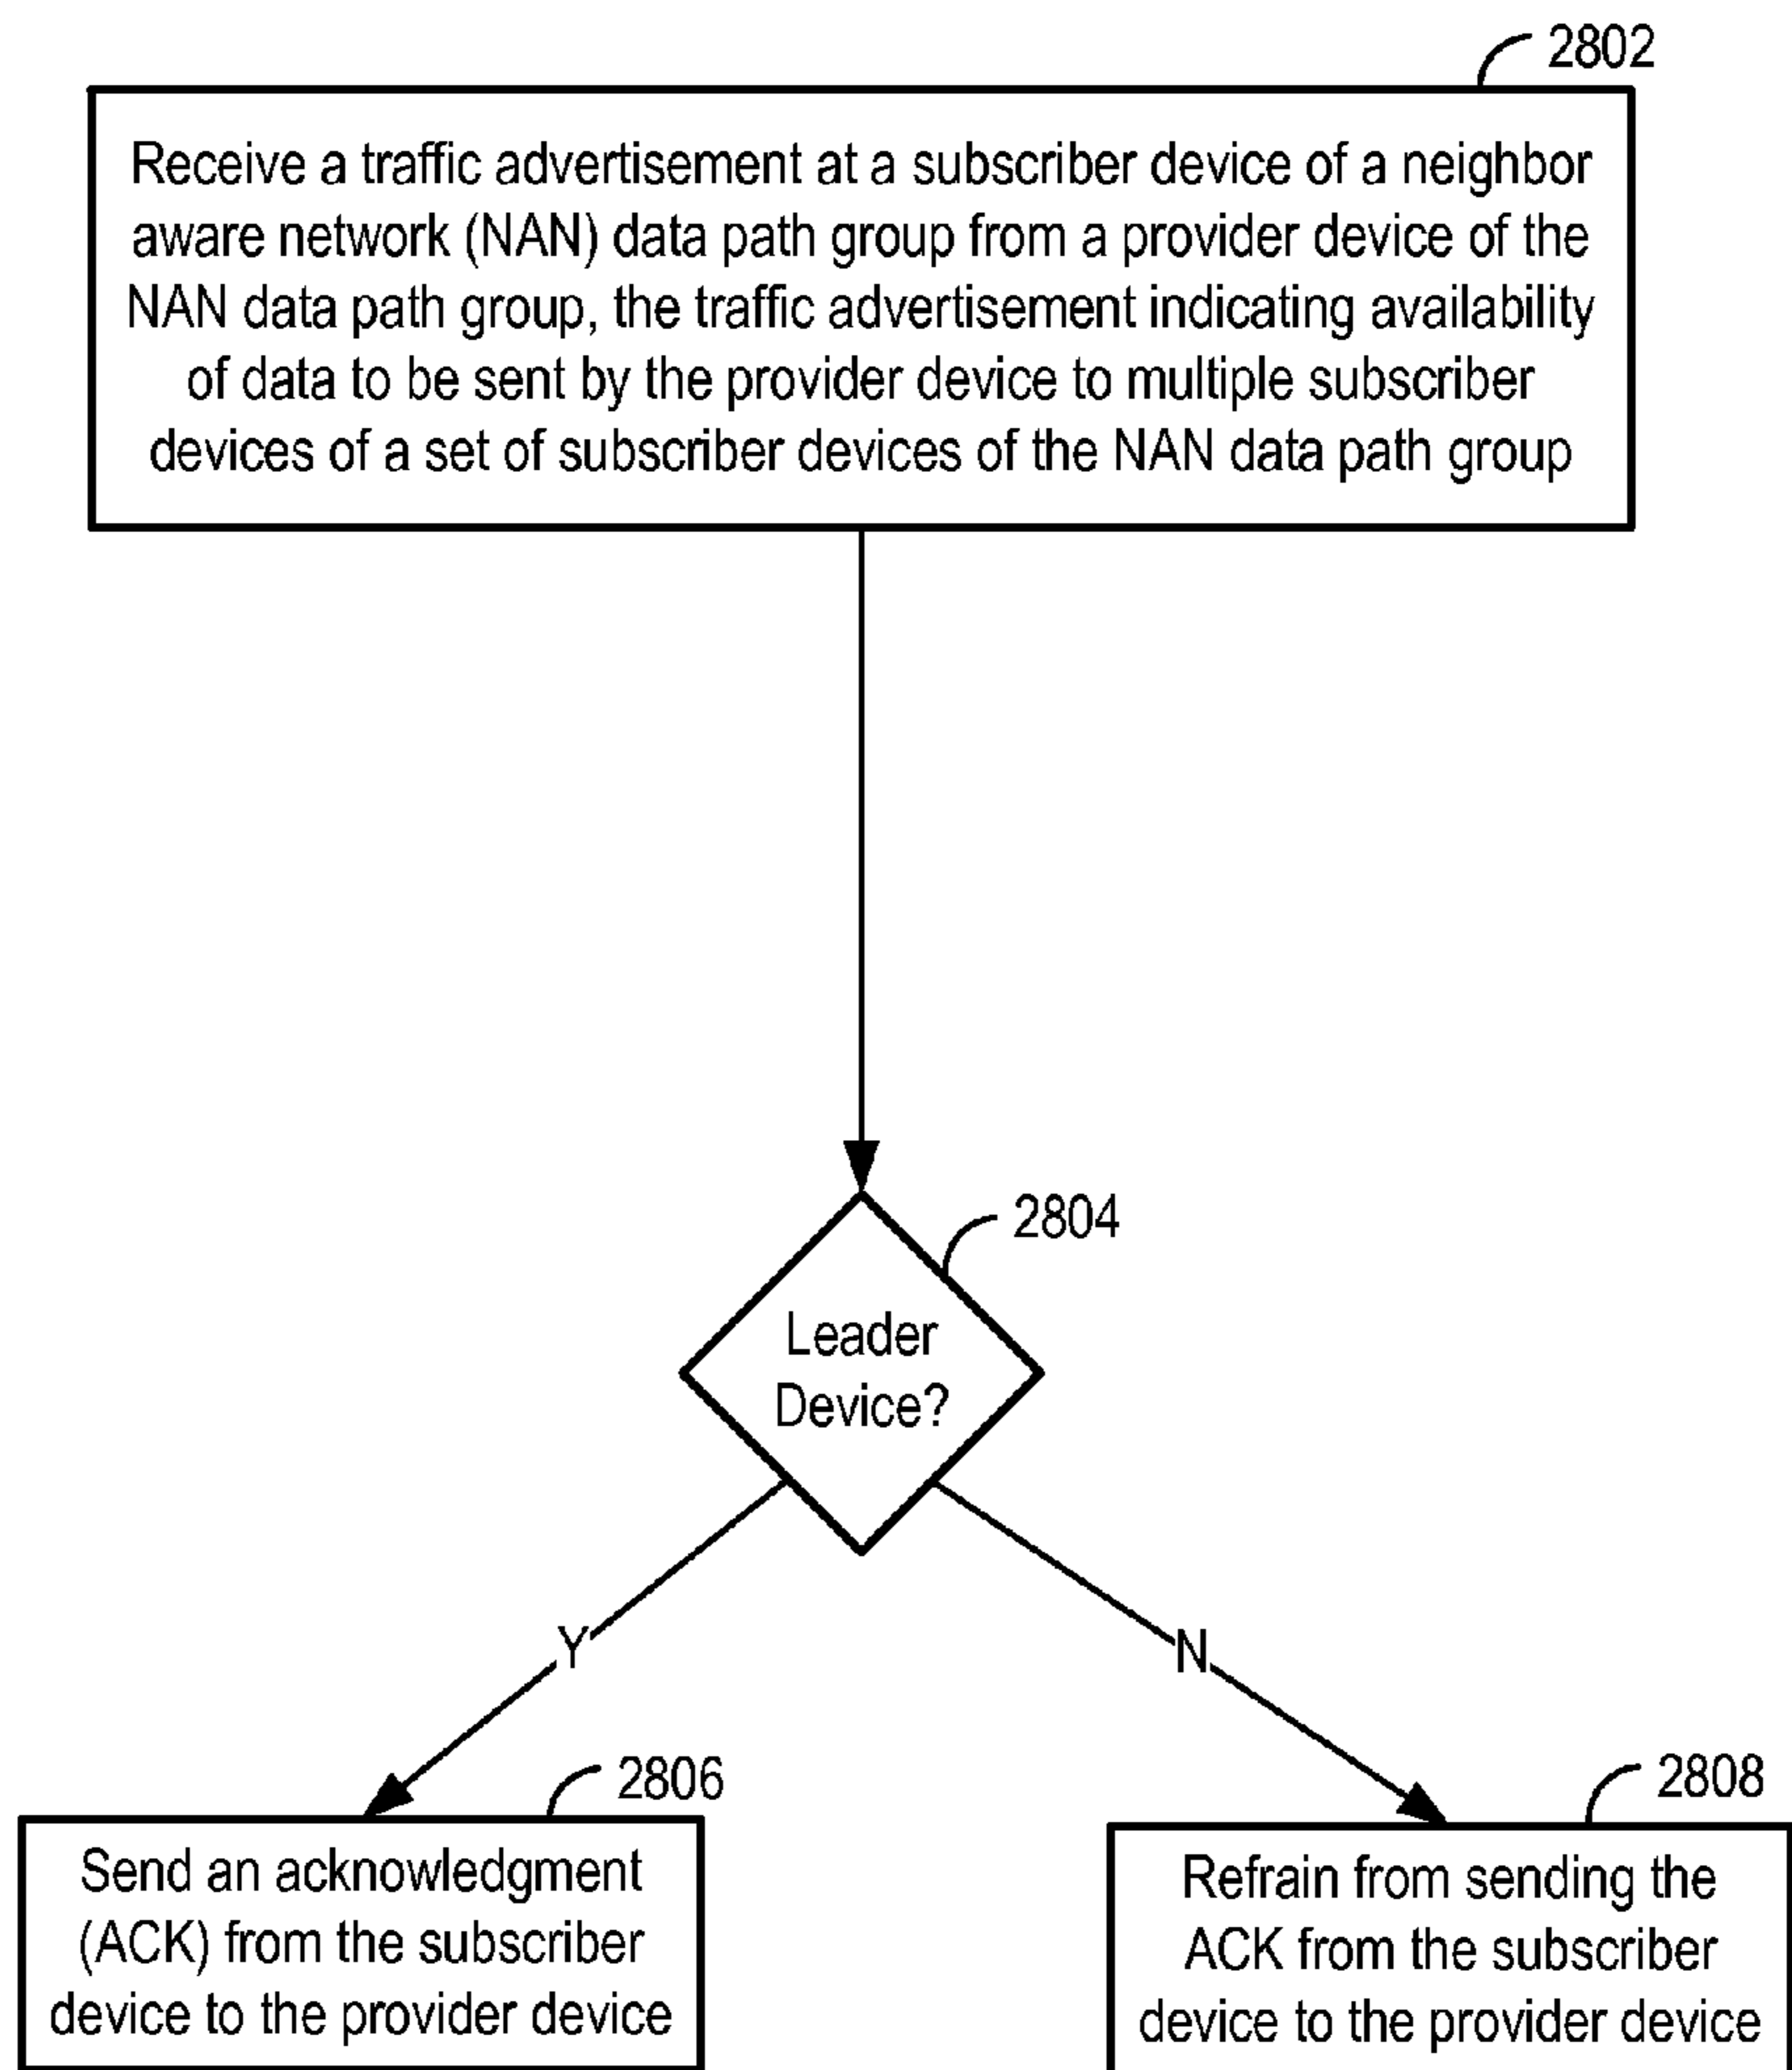 2802
Receive a traffic advertisement at a subscriber device of a neighbor
aware network (NAN) data path group from a provider device of the
NAN data path group, the traffic advertisement indicating availability
of data to be sent by the provider device to multiple subscriber
devices of a set of subscriber devices of the NAN data path group
2804
Leader
Device?
Y
N
2806
Send an acknowledgment
(ACK) from the subscriber
device to the provider device
2808
Refrain from sending the
ACK from the subscriber
device to the provider device